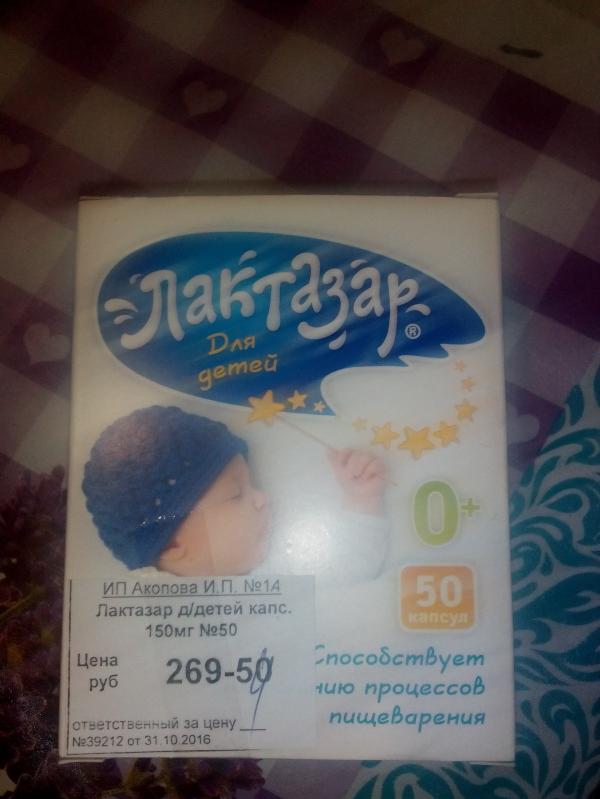 Лактазар®
Для
детей
0+
50
капсул
ИП Акопова И.П. №14
Лактазар д/детей капс.
150мг №50
Цена
руб
269-50
ответственный за цену
№39212 от 31.10.2016
Способствует
нию процессов
пищеварения